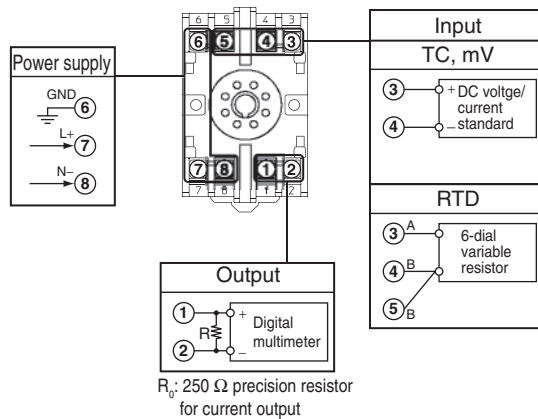 Power supply
GND
6
L+
7
N−
8
6 5 4 3
6 5 4 3
7 8 1 2
7 8 1 2
Input
TC, mV
3
+
4
−
DC voltge/
current
standard
RTD
3 A
4 B
5 B
6-dial
variable
resistor
Output
1
+
R
2
−
Digital
multimeter
R₀: 250 Ω precision resistor
for current output